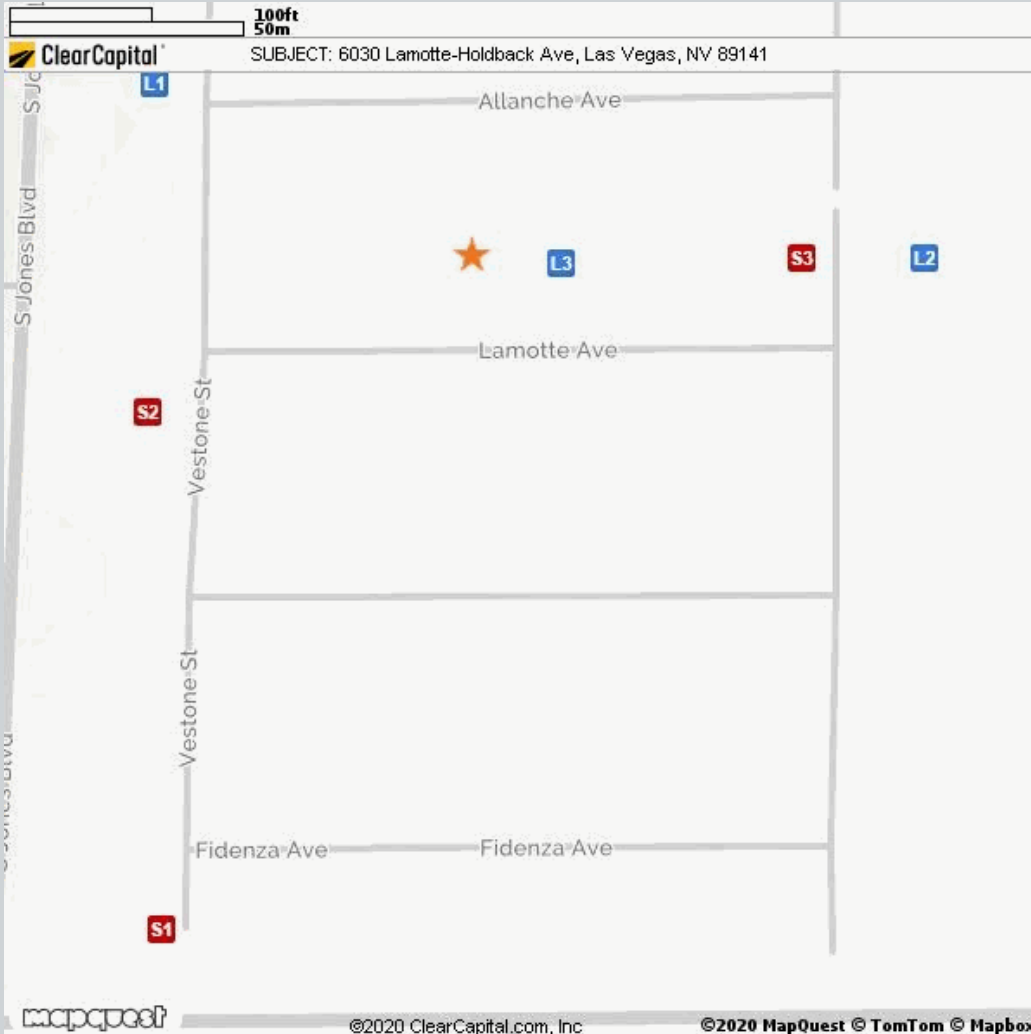 100ft
50m
ClearCapital
SUBJECT: 6030 Lamotte-Holdback Ave, Las Vegas, NV 89141
S Jo
L1
Allanche Ave
S Jones Blvd
L3
S3
L2
Lamotte Ave
S2
Vestone St
Vestone St
Fidenza Ave
Fidenza Ave
S1
mapquest
©2020 ClearCapital.com, Inc
©2020 MapQuest © TomTom © Mapbox